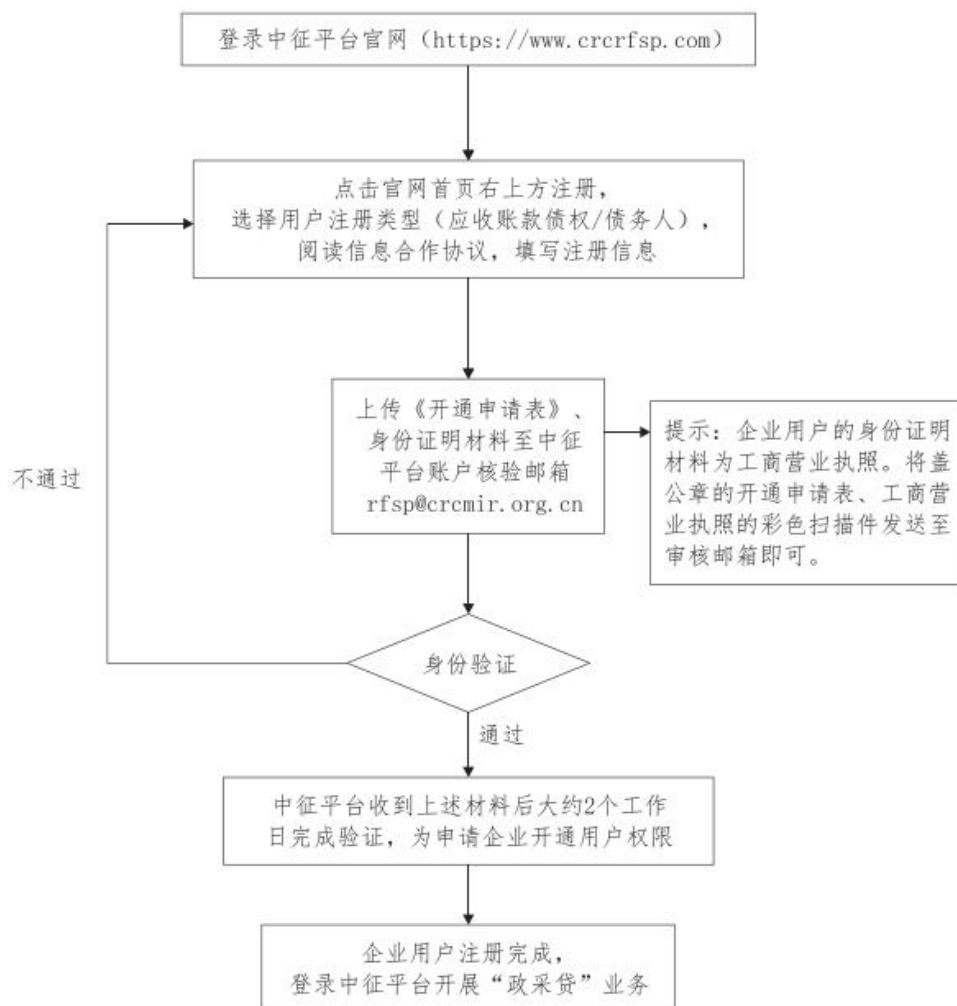 登录中征平台官网（https://www.crcrfsp.com）
点击官网首页右上方注册，
选择用户注册类型（应收账款债权/债务人），
阅读信息合作协议，填写注册信息
上传《开通申请表》、
身份证明材料至中征
平台账户核验邮箱
rfsp@crcmir.org.cn
提示：企业用户的身份证明
材料为工商营业执照。将盖
公章的开通申请表、工商营
业执照的彩色扫描件发送至
审核邮箱即可。
不通过
身份验证
通过
中征平台收到上述材料后大约2个工作
日完成验证，为申请企业开通用户权限
企业用户注册完成，
登录中征平台开展“政采贷”业务